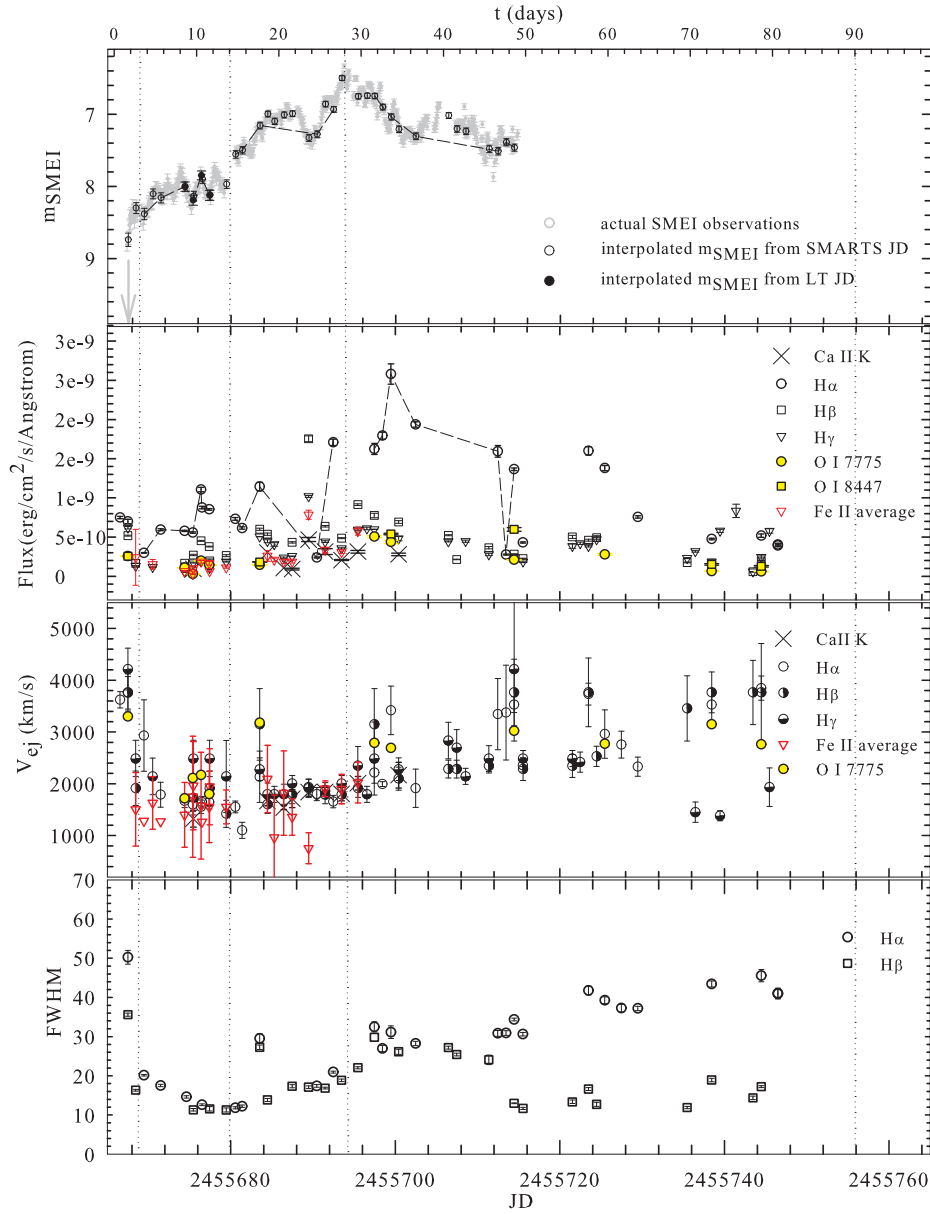 t (days)
0 10 20 30 40 50 60 70 80 90
7
8
9
mSMEI
actual SMEI observations
interpolated mSMEI from SMARTS JD
interpolated mSMEI from LT JD
3e-9
3e-9
2e-9
2e-9
1e-9
5e-10
0
Flux(erg/cm2/s/Angstrom)
Ca II K
Hα
Hβ
Hγ
O I 7775
O I 8447
Fe II average
5000
4000
3000
2000
1000
Vej (km/s)
CaII K
Hα
Hβ
Hγ
Fe II average
O I 7775
70
60
50
40
30
20
10
0
FWHM
Hα
Hβ
2455680 2455700 2455720 2455740 2455760
JD